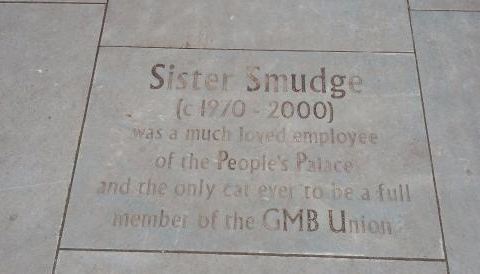 Sister Smudge
(c 1970 - 2000)
was a much loved employee
of the People's Palace
and the only cat ever to be a full
member of the GMB Union